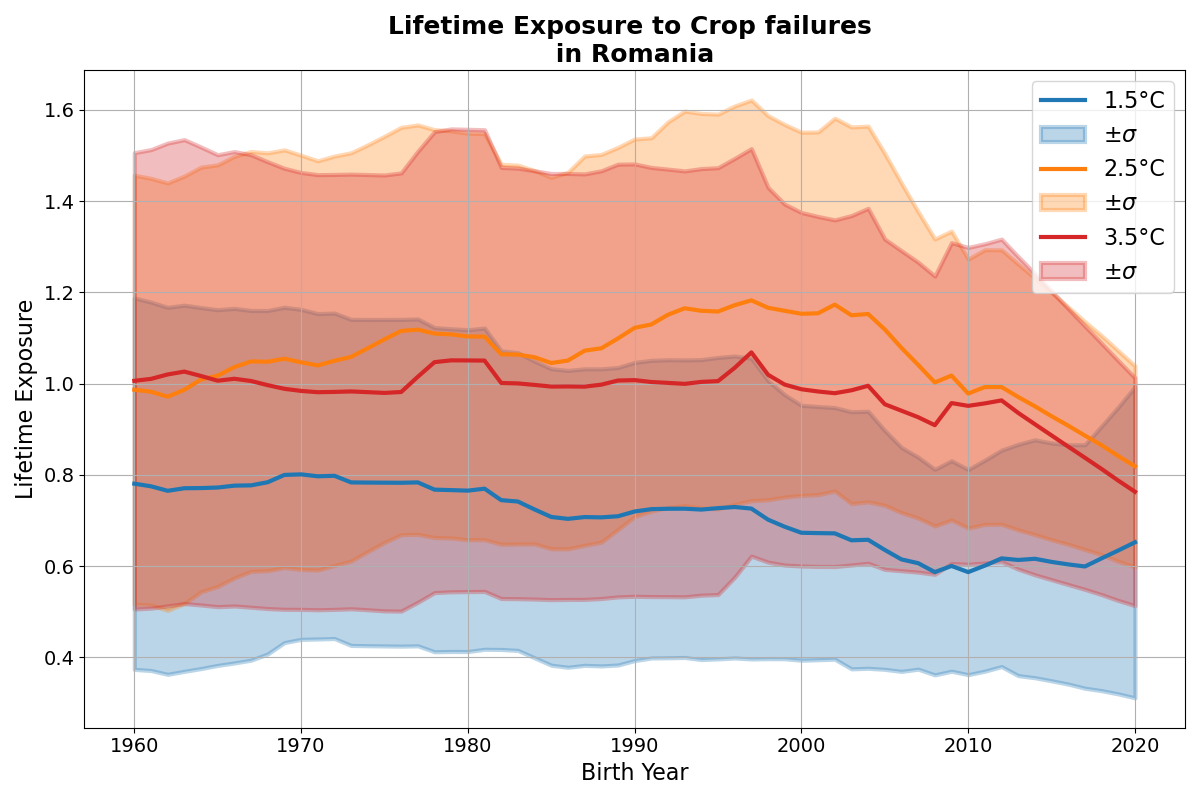 Lifetime Exposure to Crop failures
in Romania
1.5°C
±σ
2.5°C
±σ
3.5°C
±σ
Lifetime Exposure
1.6
1.4
1.2
1.0
0.8
0.6
0.4
1960
1970
1980
1990
2000
2010
2020
Birth Year